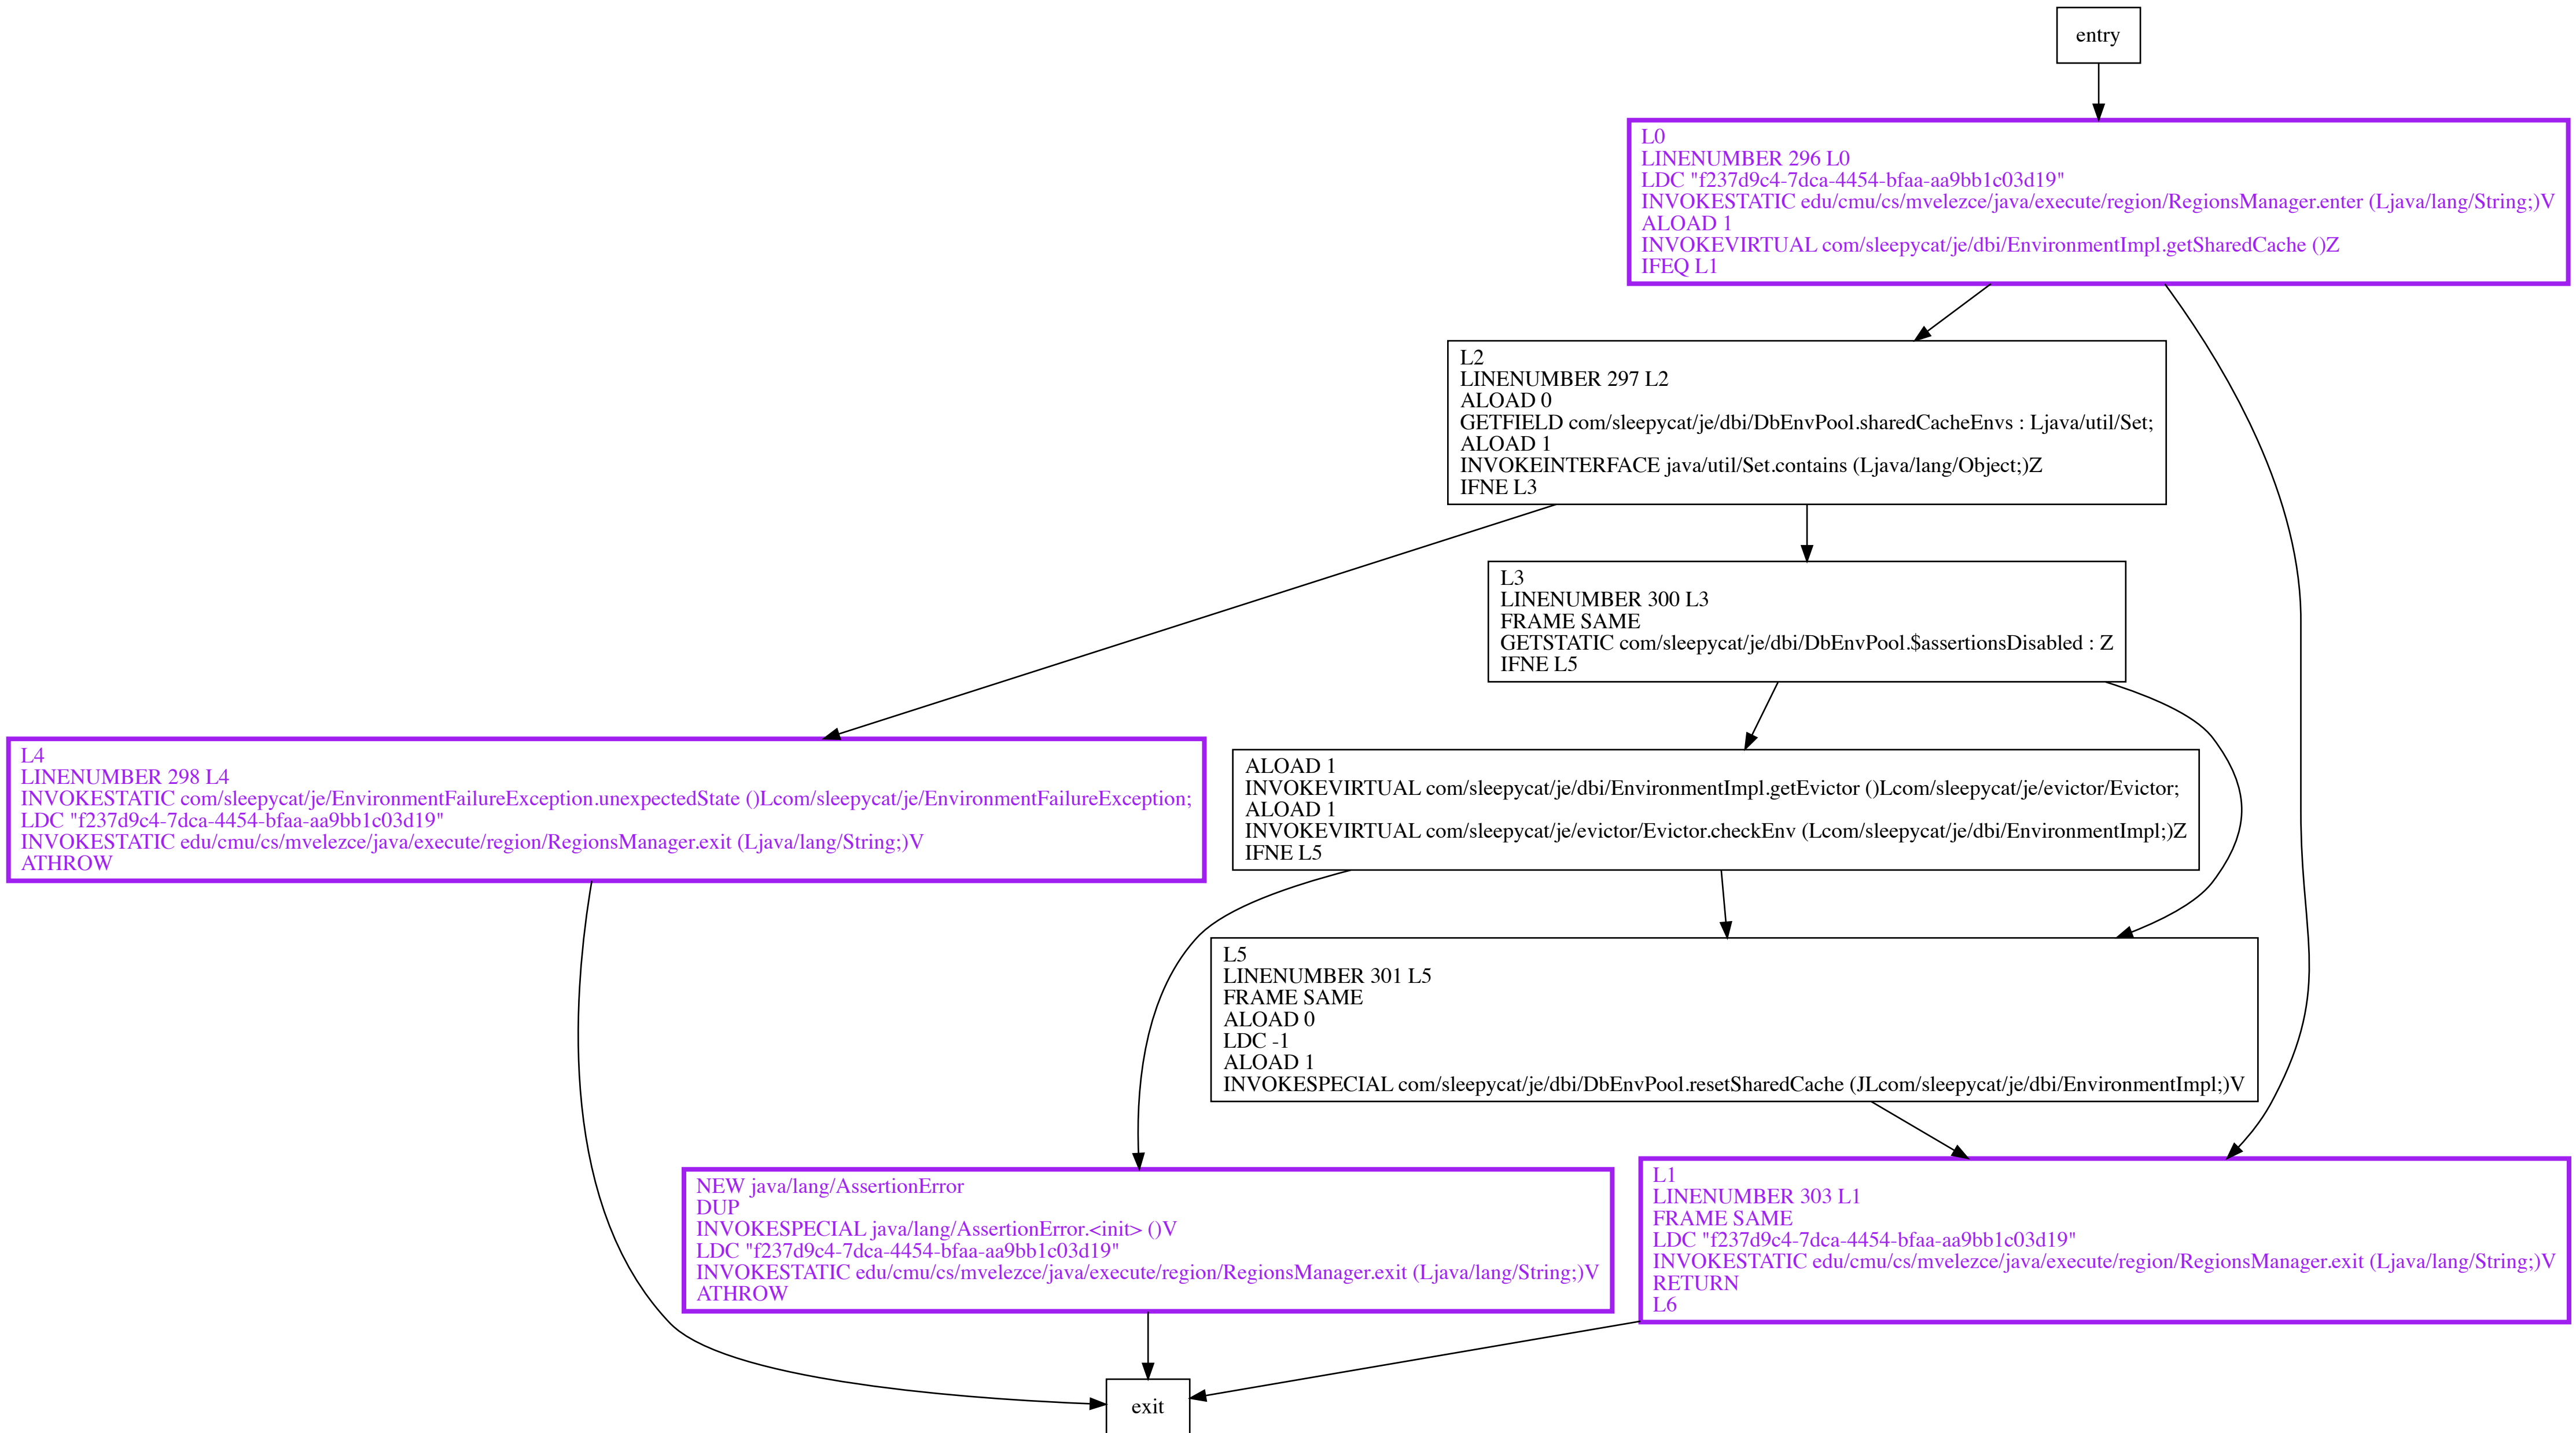 entry
L0
LINENUMBER 296 L0
LDC "f237d9c4-7dca-4454-bfaa-aa9bb1c03d19"
INVOKESTATIC edu/cmu/cs/mvelezce/java/execute/region/RegionsManager.enter (Ljava/lang/String;)V
ALOAD 1
INVOKEVIRTUAL com/sleepycat/je/dbi/EnvironmentImpl.getSharedCache ()Z
IFEQ L1
L2
LINENUMBER 297 L2
ALOAD 0
GETFIELD com/sleepycat/je/dbi/DbEnvPool.sharedCacheEnvs : Ljava/util/Set;
ALOAD 1
INVOKEINTERFACE java/util/Set.contains (Ljava/lang/Object;)Z
IFNE L3
L3
LINENUMBER 300 L3
FRAME SAME
GETSTATIC com/sleepycat/je/dbi/DbEnvPool.$assertionsDisabled : Z
IFNE L5
L4
LINENUMBER 298 L4
INVOKESTATIC com/sleepycat/je/EnvironmentFailureException.unexpectedState ()Lcom/sleepycat/je/EnvironmentFailureException;
LDC "f237d9c4-7dca-4454-bfaa-aa9bb1c03d19"
INVOKESTATIC edu/cmu/cs/mvelezce/java/execute/region/RegionsManager.exit (Ljava/lang/String;)V
ATHROW
ALOAD 1
INVOKEVIRTUAL com/sleepycat/je/dbi/EnvironmentImpl.getEvictor ()Lcom/sleepycat/je/evictor/Evictor;
ALOAD 1
INVOKEVIRTUAL com/sleepycat/je/evictor/Evictor.checkEnv (Lcom/sleepycat/je/dbi/EnvironmentImpl;)Z
IFNE L5
L5
LINENUMBER 301 L5
FRAME SAME
ALOAD 0
LDC -1
ALOAD 1
INVOKESPECIAL com/sleepycat/je/dbi/DbEnvPool.resetSharedCache (JLcom/sleepycat/je/dbi/EnvironmentImpl;)V
NEW java/lang/AssertionError
DUP
INVOKESPECIAL java/lang/AssertionError.<init> ()V
LDC "f237d9c4-7dca-4454-bfaa-aa9bb1c03d19"
INVOKESTATIC edu/cmu/cs/mvelezce/java/execute/region/RegionsManager.exit (Ljava/lang/String;)V
ATHROW
L1
LINENUMBER 303 L1
FRAME SAME
LDC "f237d9c4-7dca-4454-bfaa-aa9bb1c03d19"
INVOKESTATIC edu/cmu/cs/mvelezce/java/execute/region/RegionsManager.exit (Ljava/lang/String;)V
RETURN
L6
exit